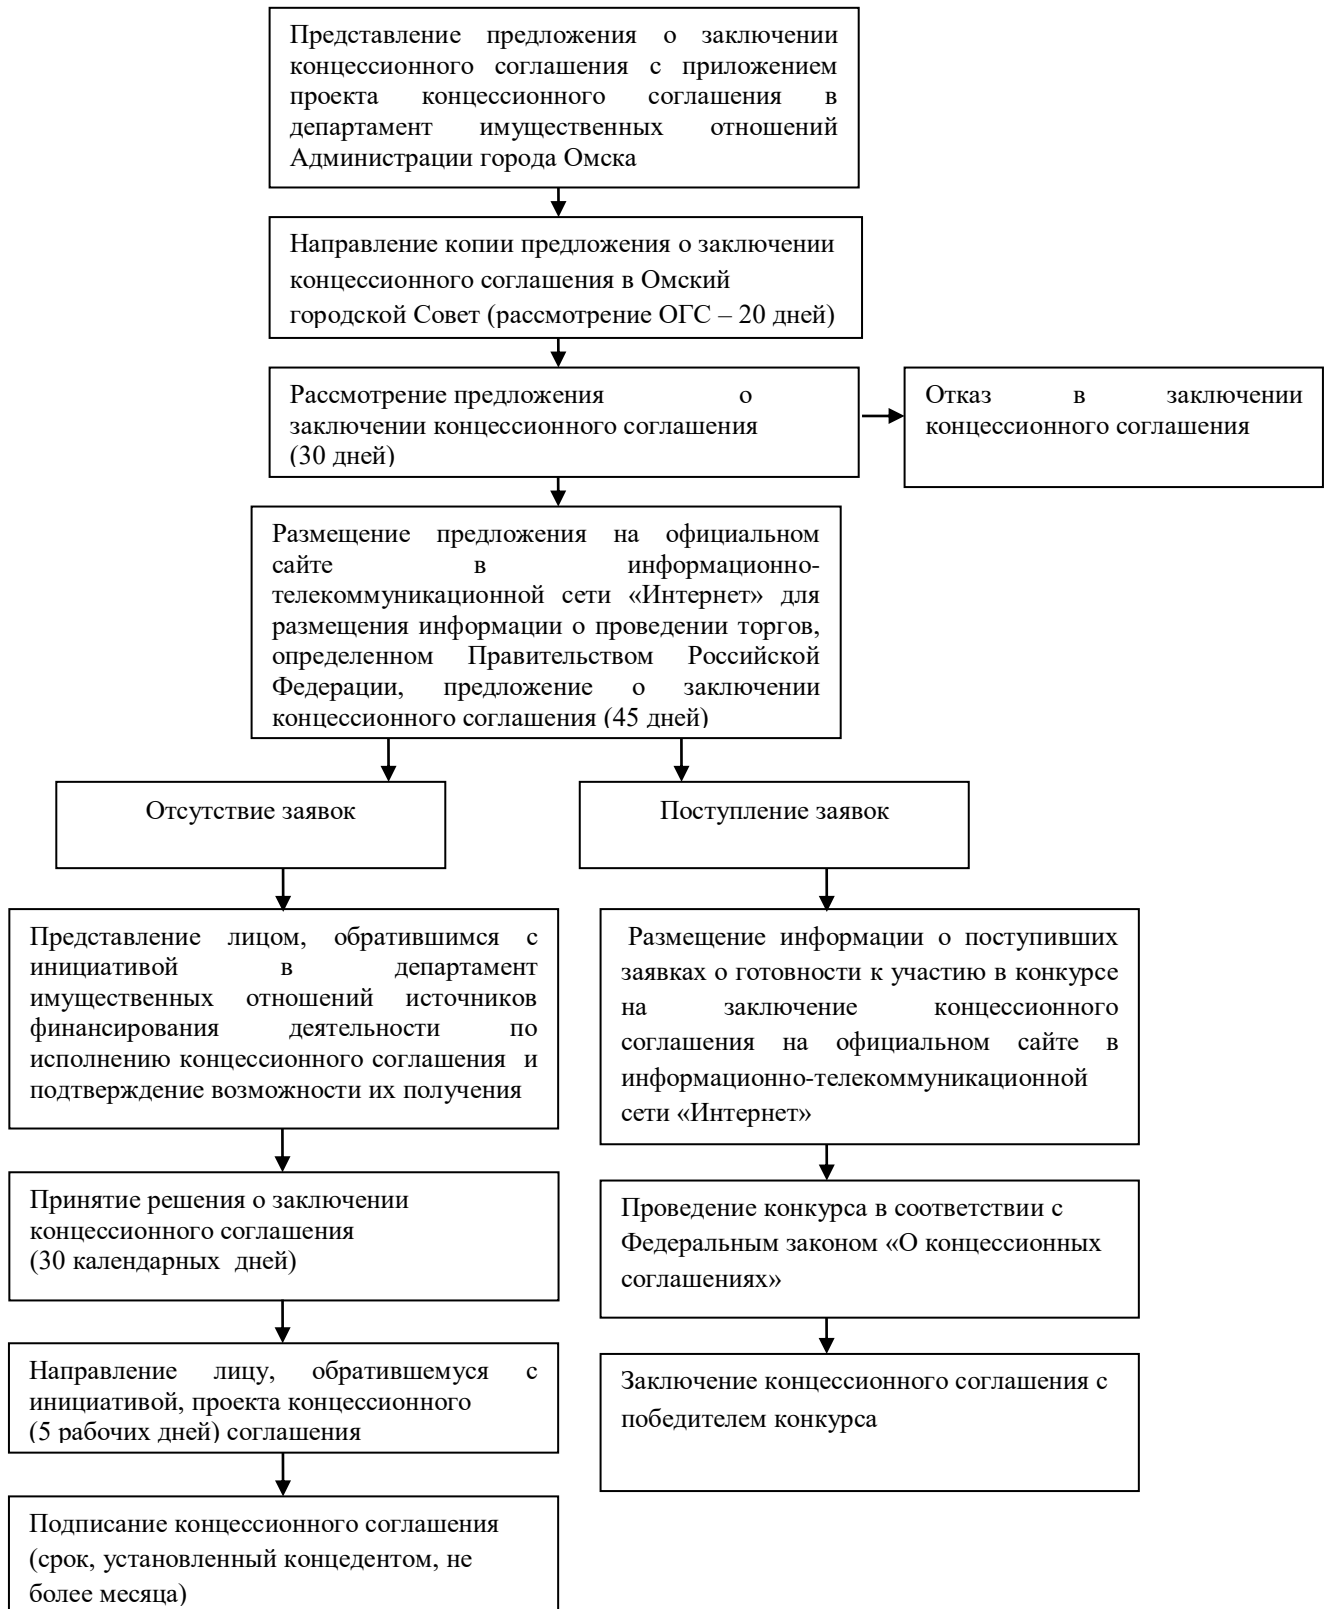 Представление предложения о заключении
концессионного соглашения с приложением
проекта концессионного соглашения в
департамент имущественных отношений
Администрации города Омска
Направление копии предложения о заключении
концессионного соглашения в Омский
городской Совет (рассмотрение ОГС – 20 дней)
Рассмотрение предложения о
заключении концессионного соглашения
(30 дней)
Отказ в заключении
концессионного соглашения
Размещение предложения на официальном
сайте в информационно-
телекоммуникационной сети «Интернет» для
размещения информации о проведении торгов,
определенном Правительством Российской
Федерации, предложение о заключении
концессионного соглашения (45 дней)
Отсутствие заявок
Поступление заявок
Представление лицом, обратившимся с
инициативой в департамент
имущественных отношений источников
финансирования деятельности по
исполнению концессионного соглашения и
подтверждение возможности их получения
Размещение информации о поступивших
заявках о готовности к участию в конкурсе
на заключение концессионного
соглашения на официальном сайте в
информационно-телекоммуникационной
сети «Интернет»
Принятие решения о заключении
концессионного соглашения
(30 календарных дней)
Проведение конкурса в соответствии с
Федеральным законом «О концессионных
соглашениях»
Направление лицу, обратившемуся с
инициативой, проекта концессионного
(5 рабочих дней) соглашения
Заключение концессионного соглашения с
победителем конкурса
Подписание концессионного соглашения
(срок, установленный концедентом, не
более месяца)